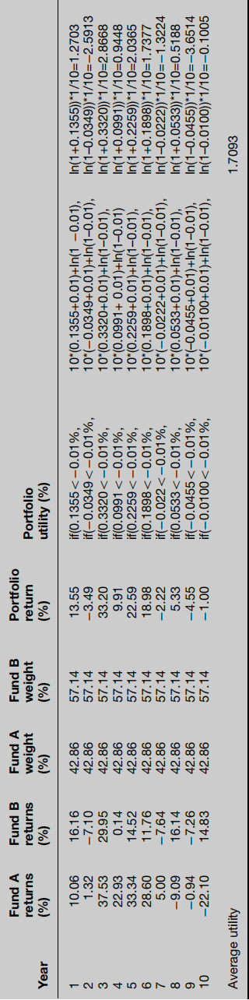 Year Fund A returns (%) Fund B returns (%) Fund A weight (%) Fund B weight (%) Portfolio return (%) Portfolio utility (%)
1 10.06 16.16 42.86 57.14 13.55 if(0.1355 < −0.01%, 10*(0.1355+0.01)+ln(1 −0.01), ln(1+0.1355))*1/10=1.2703
2 1.32 −7.10 42.86 57.14 −3.49 if(−0.0349 < −0.01%, 10*(−0.0349+0.01)+ln(1−0.01), ln(1−0.0349))*1/10=−2.5913
3 37.53 29.95 42.86 57.14 33.20 if(0.3320 < −0.01%, 10*(0.3320+0.01)+ln(1−0.01), ln(1+0.3320))*1/10=2.8668
4 22.93 0.14 42.86 57.14 9.91 if(0.0991 < −0.01%, 10*(0.0991+ 0.01)+ln(1−0.01) ln(1+0.0991))*1/10=0.9448
5 33.34 14.52 42.86 57.14 22.59 if(0.2259 < −0.01%, 10*(0.2259+0.01)+ln(1−0.01), ln(1+0.2259))*1/10=2.0365
6 28.60 11.76 42.86 57.14 18.98 if(0.1898 < −0.01%, 10*(0.1898+0.01)+ln(1−0.01), ln(1+0.1898))*1/10=1.7377
7 5.00 −7.64 42.86 57.14 −2.22 if(−0.022 < −0.01%, 10*(−0.0222+0.01)+ln(1−0.01), ln(1−0.0222))*1/10=−1.3224
8 −9.09 16.14 42.86 57.14 5.33 if(0.0533 < −0.01%, 10*(0.0533+0.01)+ln(1−0.01), ln(1+0.0533))*1/10=0.5188
9 −0.94 −7.26 42.86 57.14 −4.55 if(−0.0455 < −0.01%, 10*(−0.0455+0.01)+ln(1−0.01), ln(1−0.0455))*1/10=−3.6514
10 −22.10 14.83 42.86 57.14 −1.00 if(−0.0100 < −0.01%, 10*(−0.0100+0.01)+ln(1−0.01), ln(1−0.0100))*1/10=−0.1005
Average utility 1.7093